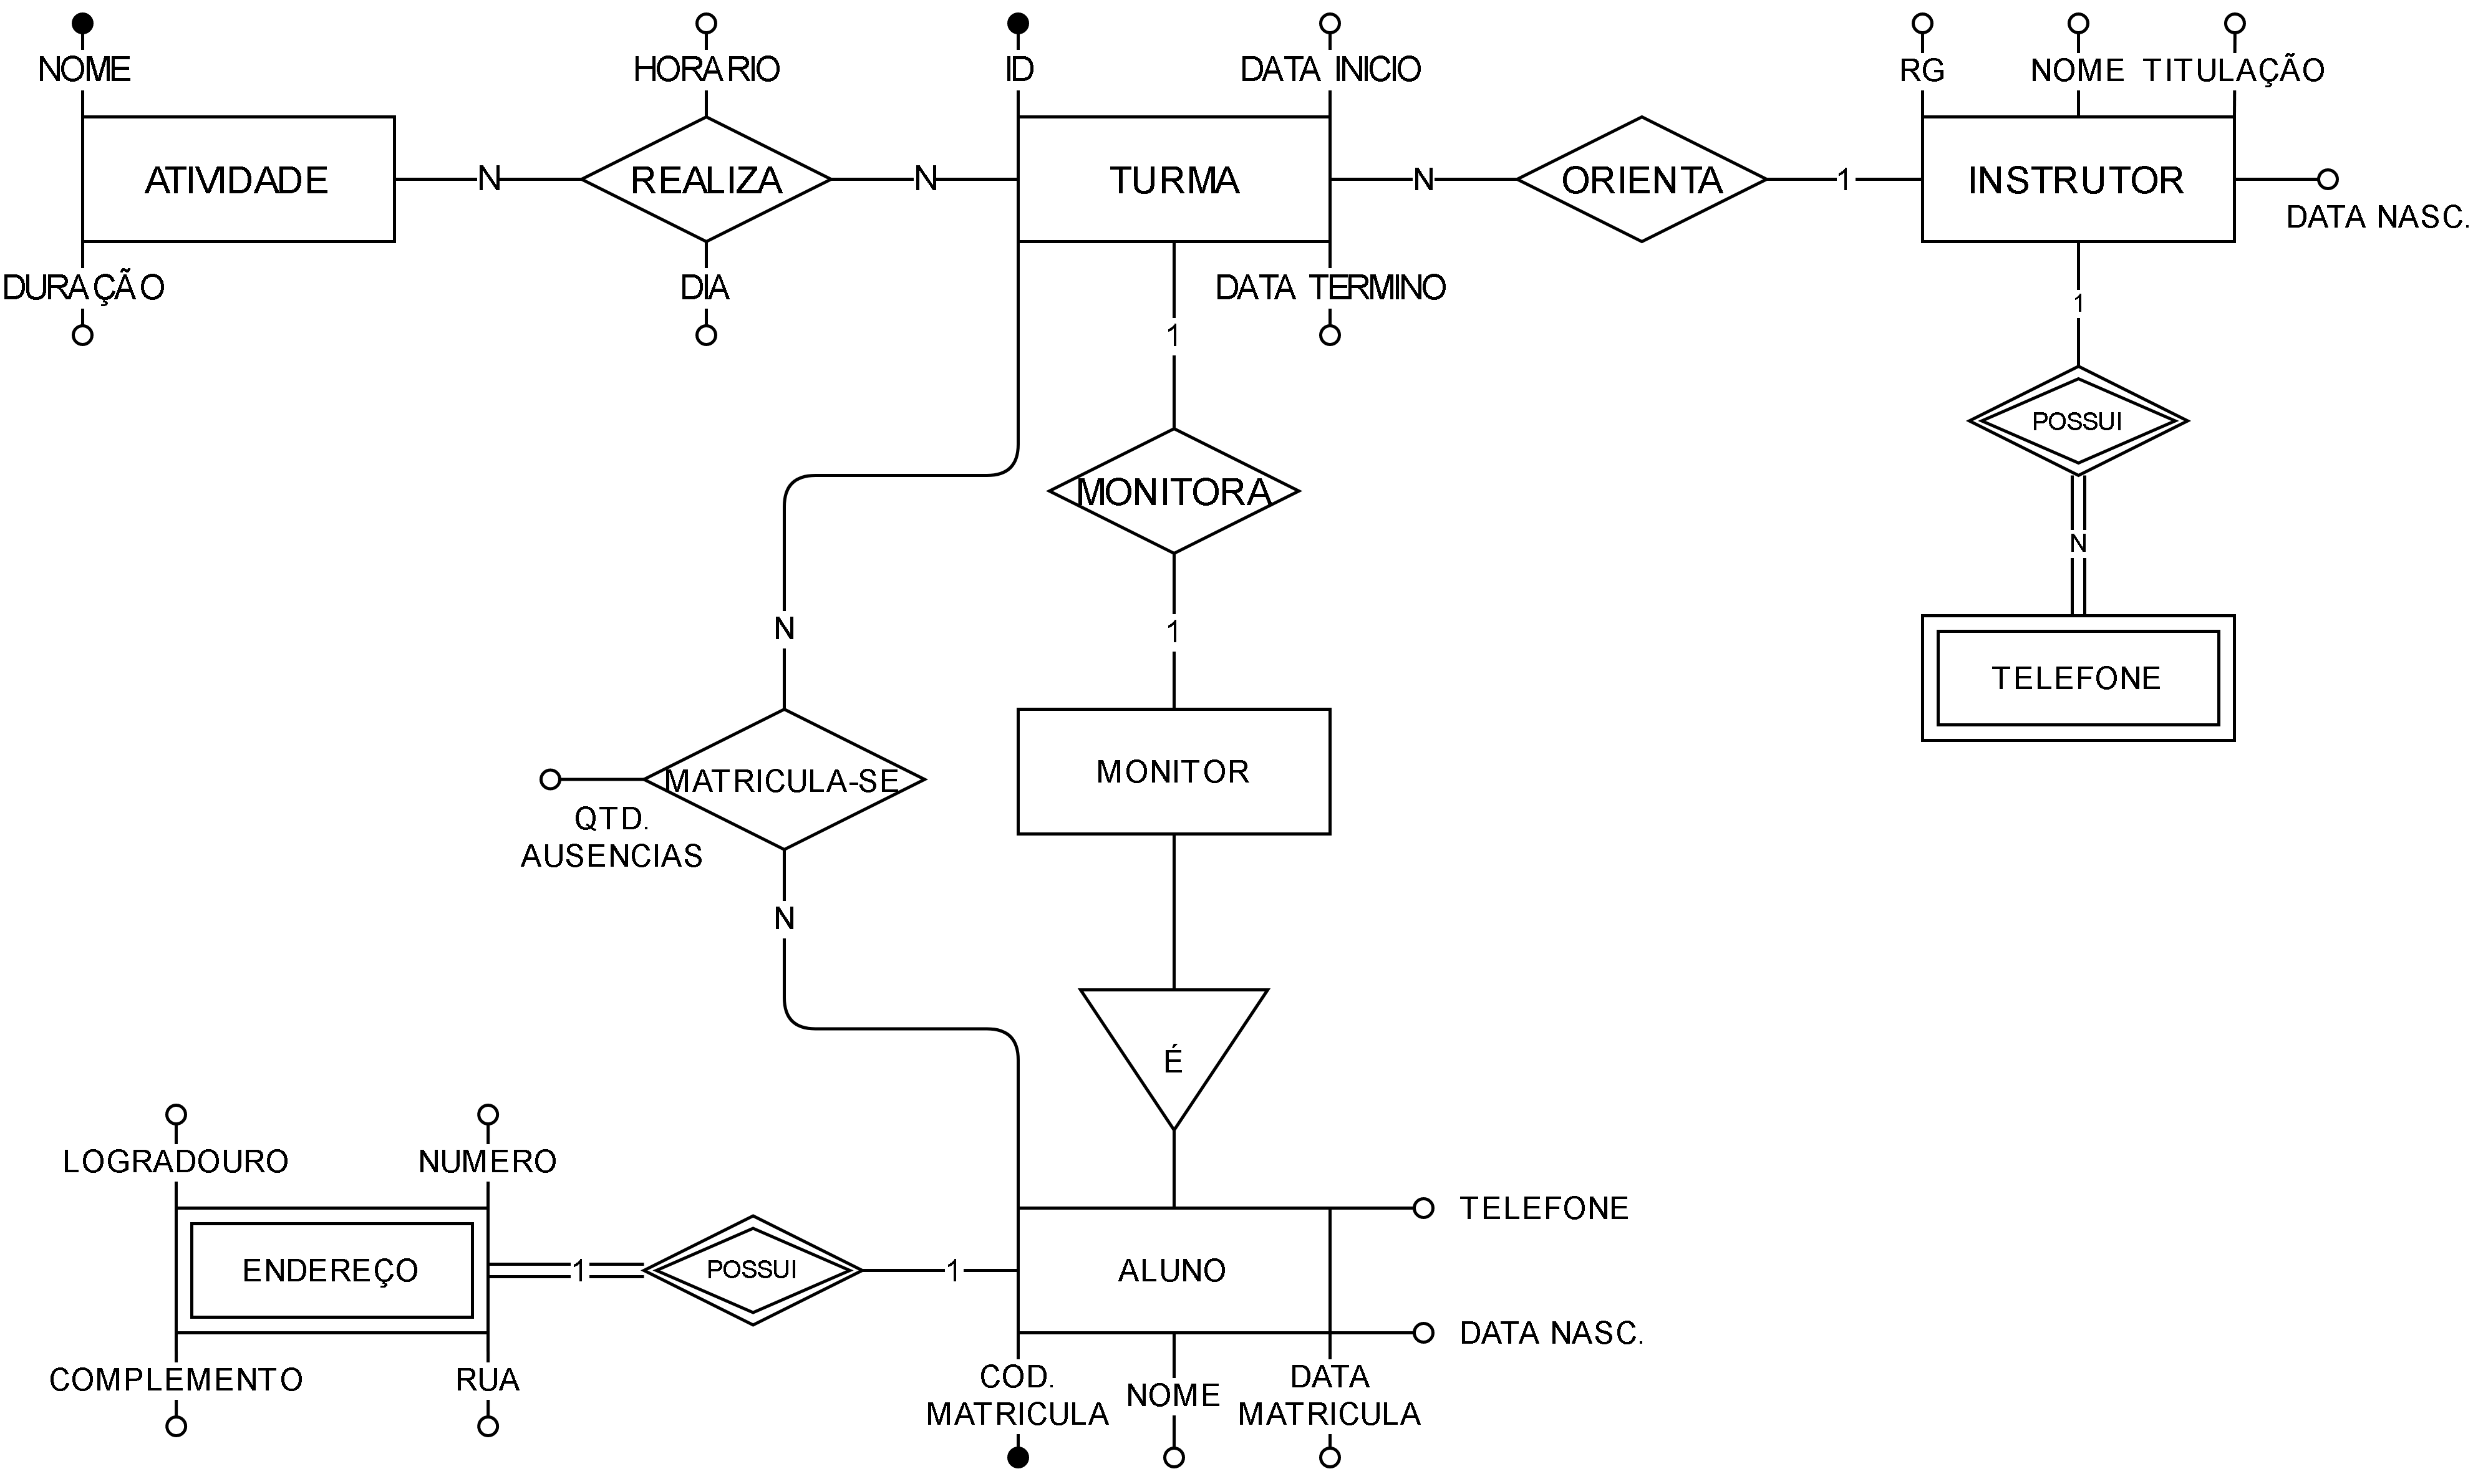 NOME
HORARIO
ID
DATA INICIO
RG
NOME
TITULAÇÃO
ATIVIDADE
N
REALIZA
N
TURMA
N
ORIENTA
1
INSTRUTOR
DATA NASC.
DURAÇÃO
DIA
DATA TERMINO
1
1
POSSUI
MONITORA
N
N
1
TELEFONE
MONITOR
MATRICULA-SE
QTD.
AUSENCIAS
N
É
LOGRADOURO
NUMERO
TELEFONE
ENDEREÇO
1
POSSUI
1
ALUNO
DATA NASC.
COMPLEMENTO
RUA
COD.
MATRICULA
NOME
DATA
MATRICULA